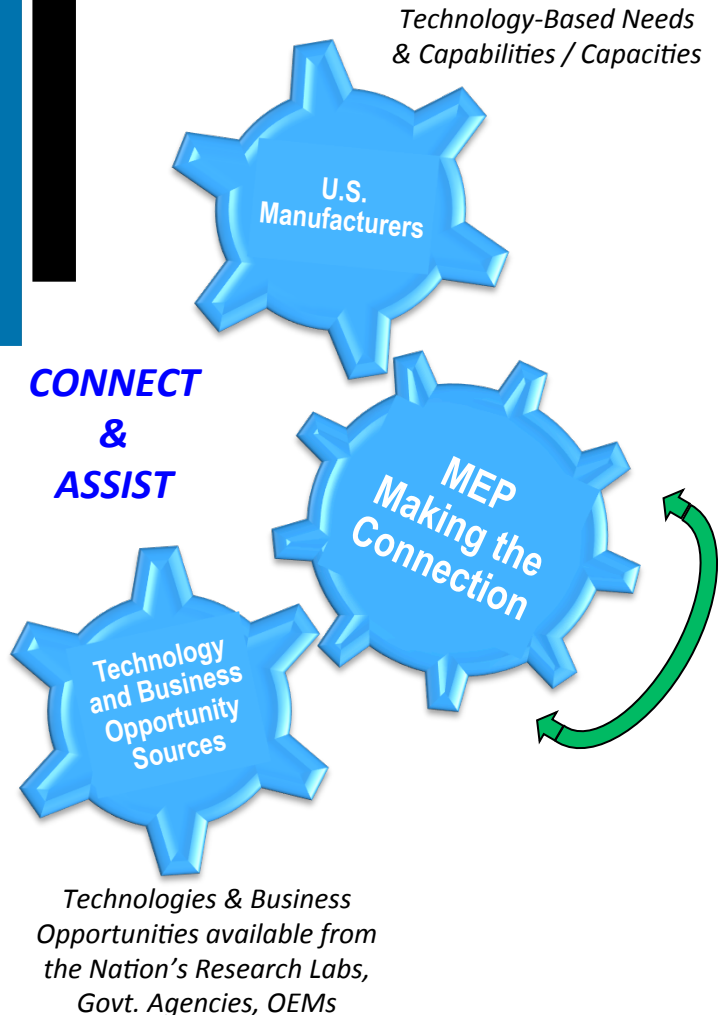 Technology-Based Needs
& Capabilities / Capacities
U.S.
Manufacturers
CONNECT
&
ASSIST
MEP
Making the
Connection
Technology
and Business
Opportunity
Sources
Technologies & Business
Opportunities available from
the Nation’s Research Labs,
Govt. Agencies, OEMs